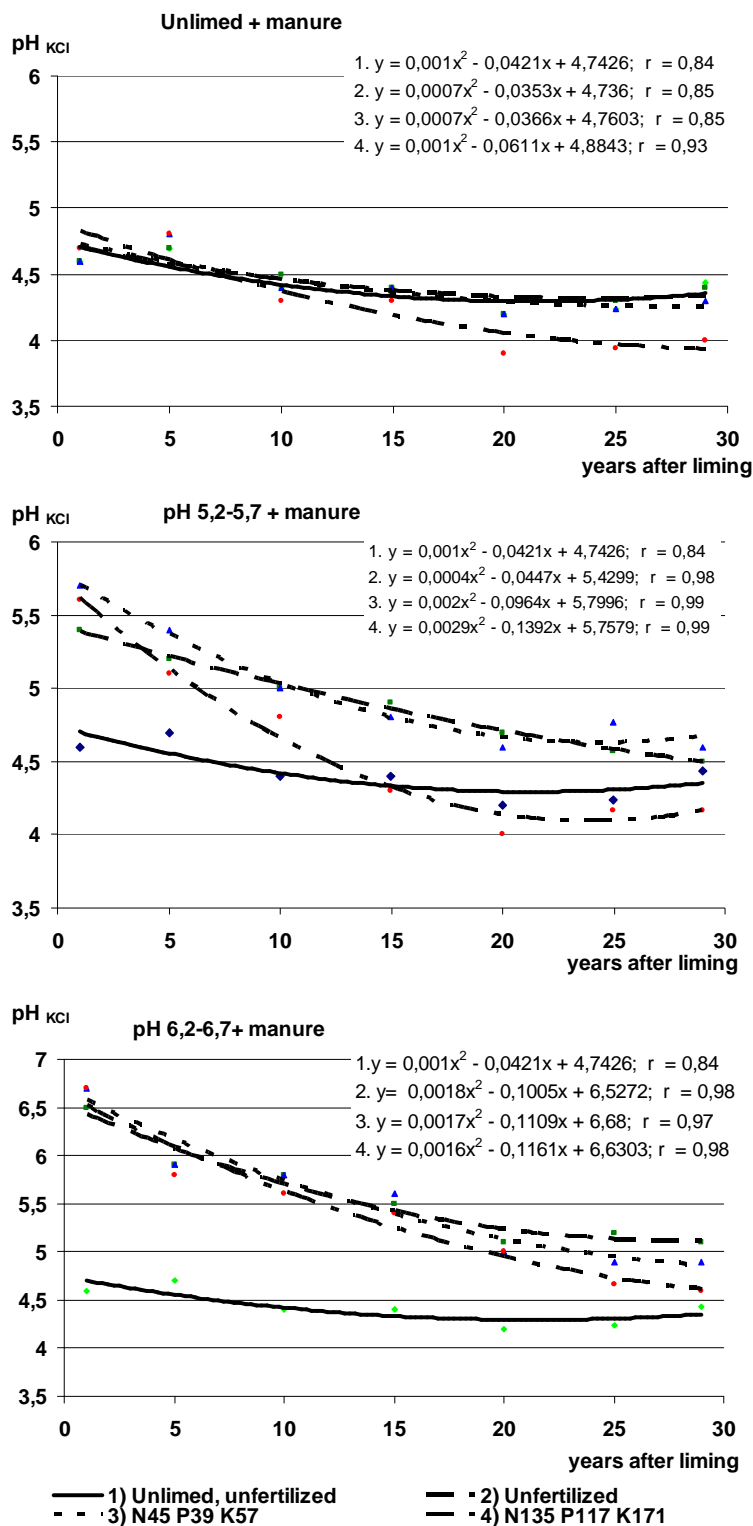 Unlimed + manure
pH KCl
1. y = 0,001x² - 0,0421x + 4,7426;  r  = 0,84
2. y = 0,0007x² - 0,0353x + 4,736;  r  = 0,85
3. y = 0,0007x² - 0,0366x + 4,7603;  r  = 0,85
4. y = 0,001x² - 0,0611x + 4,8843; r  = 0,93
6
5,5
5
4,5
4
3,5
0 5 10 15 20 25 30
years after liming
pH KCl
pH 5,2-5,7 + manure
1. y = 0,001x² - 0,0421x + 4,7426;  r  = 0,84
2. y = 0,0004x² - 0,0447x + 5,4299; r  = 0,98
3. y = 0,002x² - 0,0964x + 5,7996;  r  = 0,99
4. y = 0,0029x² - 0,1392x + 5,7579; r  = 0,99
6
5,5
5
4,5
4
3,5
0 5 10 15 20 25 30
years after liming
pH KCl
pH 6,2-6,7+ manure
1.y = 0,001x² - 0,0421x + 4,7426;  r  = 0,84
2. y=  0,0018x² - 0,1005x + 6,5272; r  = 0,98
3. y = 0,0017x² - 0,1109x + 6,68; r  = 0,97
4. y = 0,0016x² - 0,1161x + 6,6303; r  = 0,98
7
6,5
6
5,5
5
4,5
4
3,5
0 5 10 15 20 25 30
years after liming
1) Unlimed, unfertilized
2) Unfertilized
3) N45 P39 K57
4) N135 P117 K171